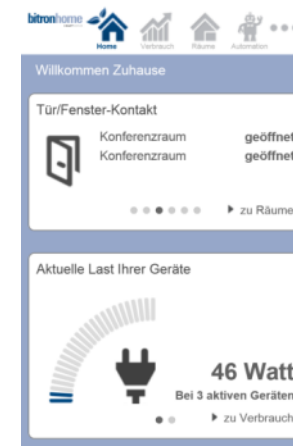 bitronhome
Home
Verbrauch
Räume
Automation
Willkommen Zuhause
Tür/Fenster-Kontakt
Konferenzraum geöffnet
Konferenzraum geöffnet
zu Räume
Aktuelle Last Ihrer Geräte
46 Watt
Bei 3 aktiven Geräten
zu Verbrauch